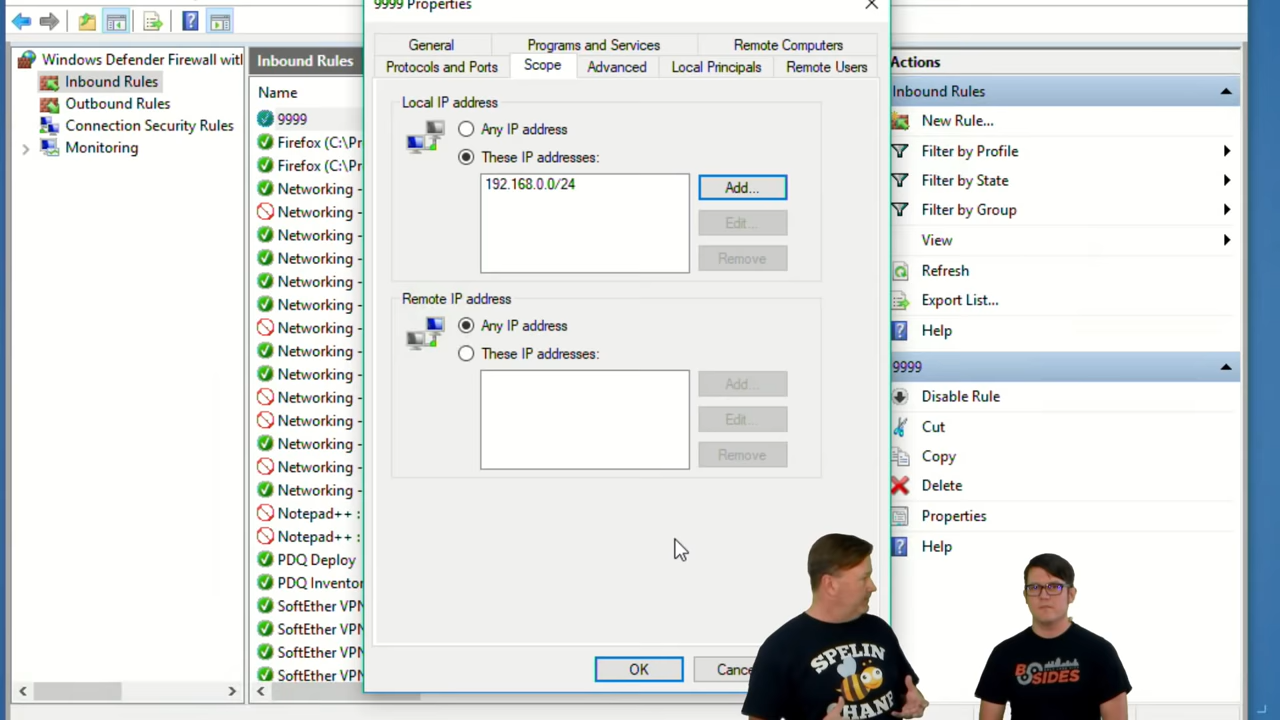 9999 Properties
General
Programs and Services
Remote Computers
Protocols and Ports
Scope
Advanced
Local Principals
Remote Users
Local IP address
Any IP address
These IP addresses:
192.168.0.0/24
Add...
Edit...
Remove
Remote IP address
Any IP address
These IP addresses:
Add...
Edit...
Remove
OK
Cance
Windows Defender Firewall with
Inbound Rules
Outbound Rules
Connection Security Rules
Monitoring
Inbound Rules
Name
9999
Firefox (C:\Pr
Firefox (C:\Pr
Networking -
Networking -
Networking -
Networking -
Networking -
Networking -
Networking -
Networking -
Networking -
Networking -
Networking -
Networking -
Networking -
Networking -
Notepad++ :
Notepad++ :
PDQ Deploy
PDQ Inventor
SoftEther VPN
SoftEther VPN
SoftEther VPN
SoftEther VPN
Actions
Inbound Rules
New Rule...
Filter by Profile
Filter by State
Filter by Group
View
Refresh
Export List...
Help
9999
Disable Rule
Cut
Copy
Delete
Properties
Help
SPELIN
CHANP
BSIDES